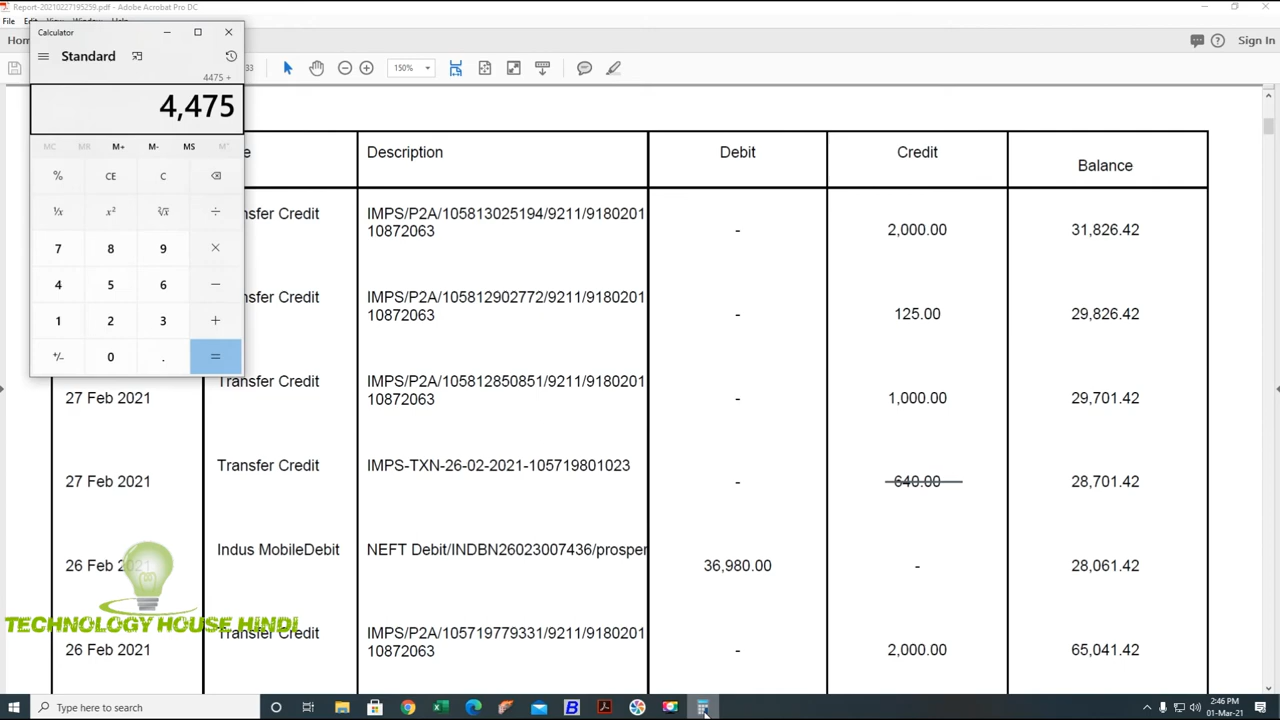 Report-20210227195259.pdf - Adobe Acrobat Pro DC
File Edit View Window Help
Calculator
Hom
Standard
33
150%
Sign In
4475 +
4,475
MC MR M+ M- MS M˅
% CE C
¹/x x² ²√x ÷
7 8 9 ×
4 5 6 −
1 2 3 +
+/− 0 . =
e Description Debit Credit Balance
nsfer Credit IMPS/P2A/105813025194/9211/9180201
10872063 - 2,000.00 31,826.42
nsfer Credit IMPS/P2A/105812902772/9211/9180201
10872063 - 125.00 29,826.42
Transfer Credit IMPS/P2A/105812850851/9211/9180201
27 Feb 2021 10872063 - 1,000.00 29,701.42
Transfer Credit IMPS-TXN-26-02-2021-105719801023
27 Feb 2021 - 640.00 28,701.42
Indus MobileDebit NEFT Debit/INDBN26023007436/prosper
26 Feb 2021 36,980.00 - 28,061.42
TECHNOLOGY HOUSE HINDI
Transfer Credit IMPS/P2A/105719779331/9211/9180201
26 Feb 2021 10872063 - 2,000.00 65,041.42
Type here to search
2:46 PM
01-Mar-21